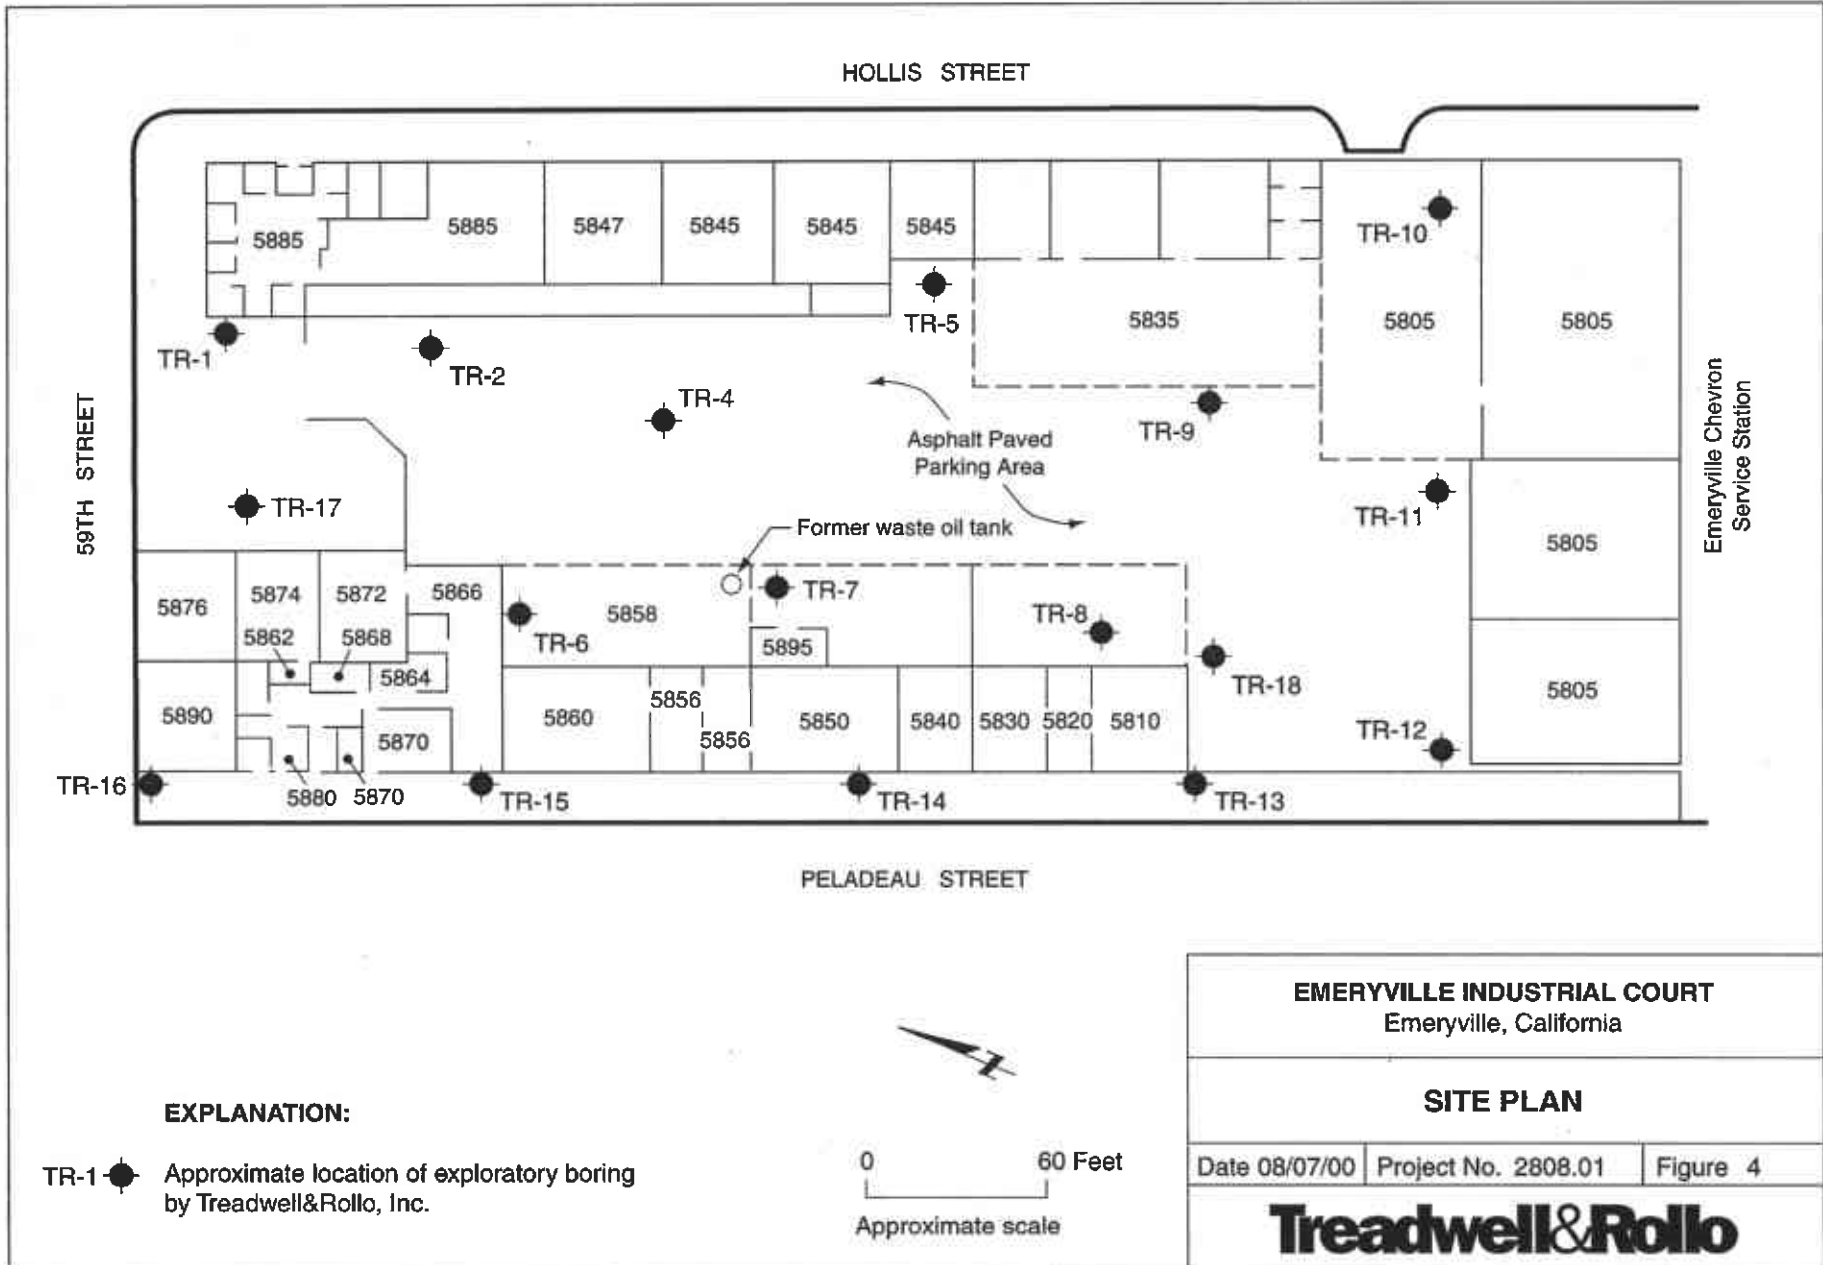 HOLLIS STREET
5885
5885
5847
5845
5845
5845
TR-10
TR-1
TR-2
TR-5
5835
5805
5805
TR-4
TR-9
Asphalt Paved
Parking Area
59TH STREET
Emeryville Chevron
Service Station
TR-17
Former waste oil tank
TR-11
5805
5876
5874
5872
5866
5858
TR-7
TR-8
5862
5868
TR-6
5895
5864
TR-18
5890
5860
5856
5856
5850
5840
5830
5820
5810
5805
5870
TR-12
TR-16
5880
5870
TR-15
TR-14
TR-13
PELADEAU STREET
EMERYVILLE INDUSTRIAL COURT
Emeryville, California
SITE PLAN
Date 08/07/00
Project No. 2808.01
Figure 4
Treadwell&Rollo
EXPLANATION:
TR-1 Approximate location of exploratory boring
by Treadwell&Rollo, Inc.
N
0 60 Feet
Approximate scale